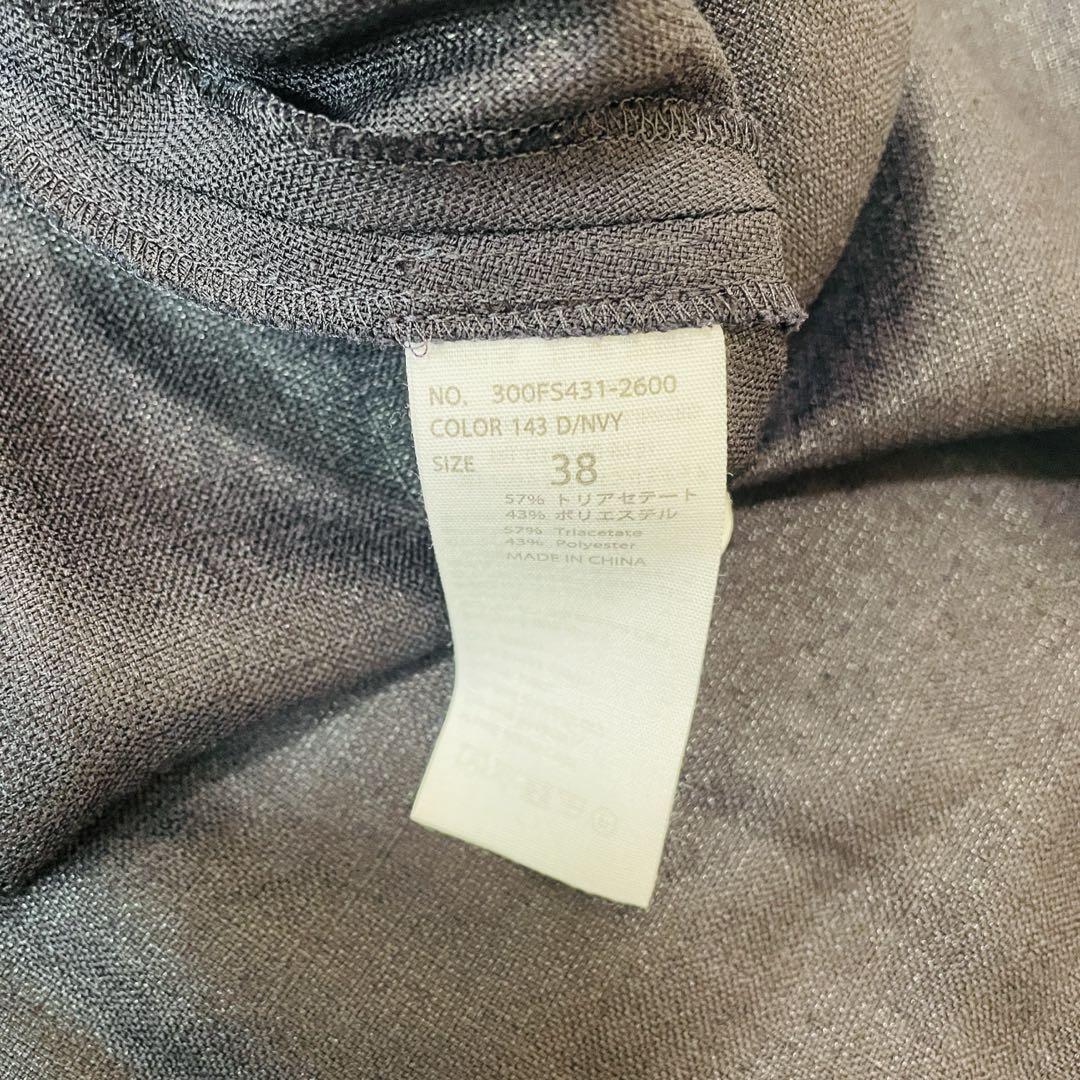 NO. 300FS431-2600
COLOR 143 D/NVY
SIZE 38
57% トリアセテート
43% ポリエステル
57% Triacetate
43% Polyester
MADE IN CHINA